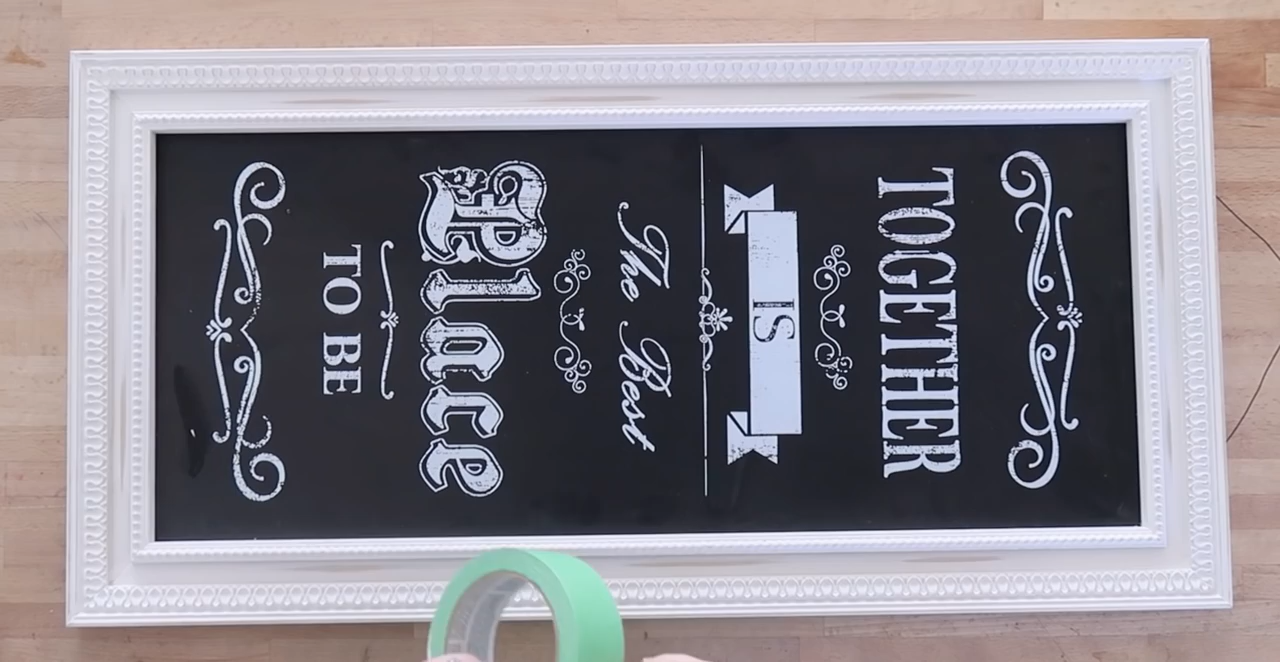 TOGETHER
IS
The Best
Place
TO BE